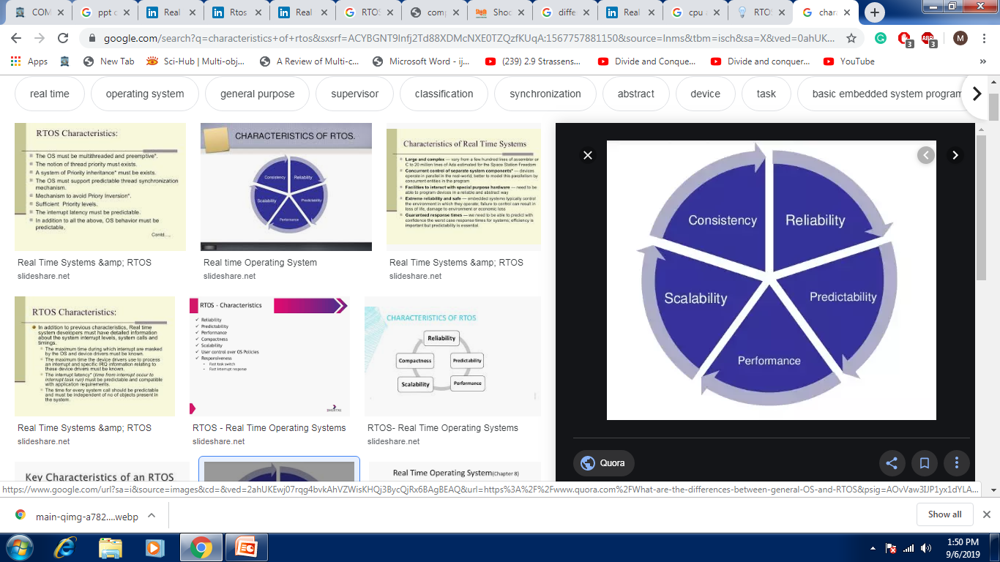 COM
ppt c
Real
Rtos
Real
RTOS
comp
Shoc
diffe
Real
cpu a
RTOS
chara
google.com/search?q=characteristics+of+rtos&sxsrf=ACYBGNT9Infj2Td88XDMcNXE0TZQzfKUqA:1567757881150&source=lnms&tbm=isch&sa=X&ved=0ahUK...
3
ABP
3
M
Apps
New Tab
Sci-Hub | Multi-obj...
A Review of Multi-c...
Microsoft Word - ij...
(239) 2.9 Strassens...
Divide and Conque...
Divide and conquer...
YouTube
real time
operating system
general purpose
supervisor
classification
synchronization
abstract
device
task
basic embedded system program
RTOS Characteristics:
The OS must be multithreaded and preemptive*.
The notion of thread priority must exists.
A system of Priority inheritance* must be exists.
The OS must support predictable thread synchronization
mechanism.
Mechanism to avoid Priory Inversion*.
Sufficient Priority levels.
The interrupt latency must be predictable.
In addition to all the above, OS behavior must be
predictable.
Contd....
Real Time Systems &amp; RTOS
slideshare.net
CHARACTERISTICS OF RTOS.
Consistency
Reliability
Scalability
Predictability
Performance
Real time Operating System
slideshare.net
Characteristics of Real Time Systems
Large and complex — vary from a few hundred lines of assembler or
C to 20 million lines of Ada estimated for the Space Station Freedom
Concurrent control of separate system components* — devices
operate in parallel in the real-world; better to model this parallelism by
concurrent entities in the program
Facilities to interact with special purpose hardware — need to be
able to program devices in a reliable and abstract way
Extreme reliability and safe — embedded systems typically control
the environment in which they operate; failure to control can result in
loss of life, damage to environment or economic loss
Guaranteed response times — we need to be able to predict with
confidence the worst case response times for systems; efficiency is
important but predictability is essential
Real Time Systems &amp; RTOS
slideshare.net
RTOS Characteristics:
In addition to previous characteristics, Real time
system developers must have detailed information
about the system interrupt levels, system calls and
timings.
The maximum time during which interrupt are masked
by the OS and device drivers must be known.
The maximum time the device drivers use to process
an interrupt and specific IRQ information relating to
these device drivers must be known.
The interrupt latency* (time from interrupt occur to
interrupt task run) must be predictable and compatible
with application requirements.
The time for every system call should be predictable
and must be independent of no of objects present in
the system.
Real Time Systems &amp; RTOS
slideshare.net
RTOS - Characteristics
Reliability
Predictability
Performance
Compactness
Scalability
User control over OS Policies
Responsiveness
Fast task switch
Fast interrupt response
RTOS - Real Time Operating Systems
slideshare.net
CHARACTERISTICS OF RTOS
Reliability
Compactness
Predictability
Scalability
Performance
RTOS- Real Time Operating Systems
slideshare.net
Key Characteristics of an RTOS
Real Time Operating System(Chapter 8)
Consistency
Reliability
Scalability
Predictability
Performance
Quora
https://www.google.com/url?sa=i&source=images&cd=&ved=2ahUKEwj07rqg4bvkAhVZWisKHQj3BycQjRx6BAgBEAQ&url=https%3A%2F%2Fwww.quora.com%2FWhat-are-the-differences-between-general-OS-and-RTOS&psig=AOvVaw3IJP1yx1dYLA...
main-qimg-a782....webp
Show all
1:50 PM
9/6/2019